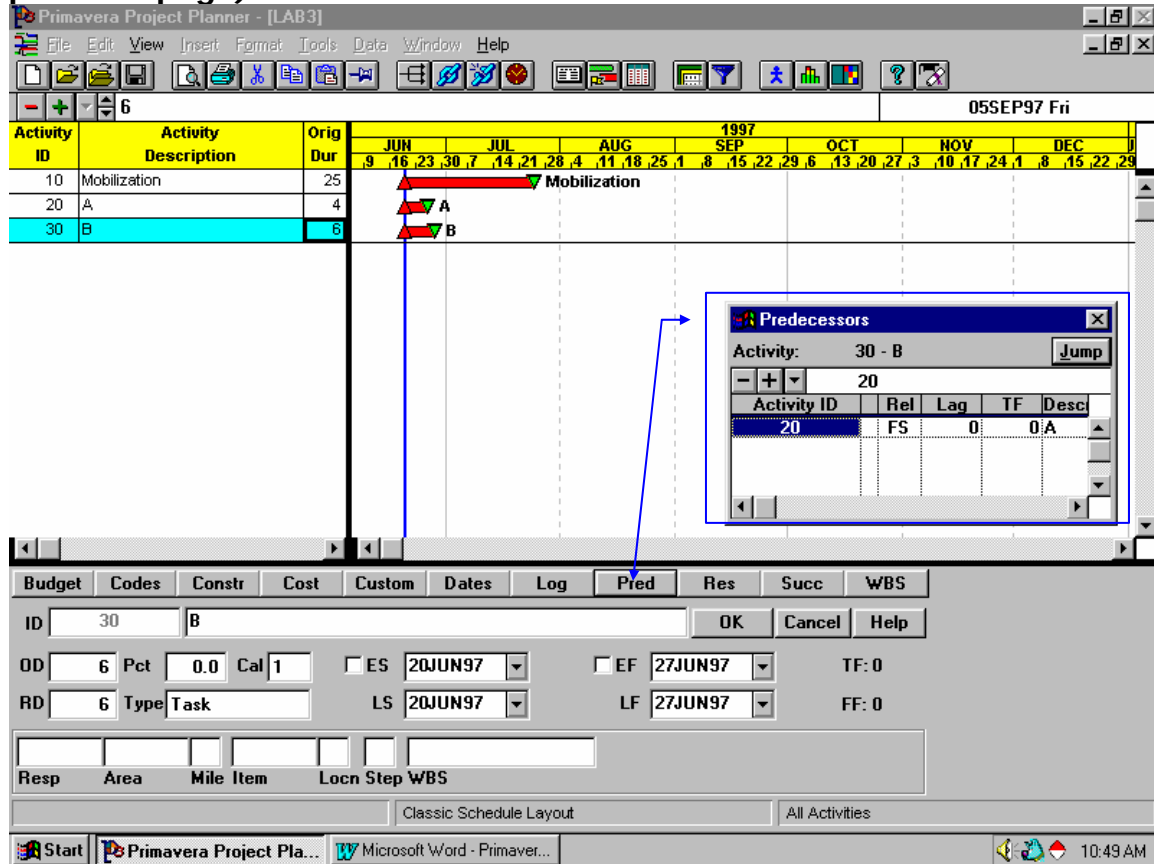 Primavera Project Planner - [LAB3]
File Edit View Insert Format Tools Data Window Help
6
05SEP97 Fri
Activity ID Activity Description Orig Dur
1997
JUN JUL AUG SEP OCT NOV DEC J
9 16 23 30 7 14 21 28 4 11 18 25 1 8 15 22 29 6 13 20 27 3 10 17 24 1 8 15 22 29
10 Mobilization 25 Mobilization
20 A 4 A
30 B 6 B
Predecessors
Activity: 30 - B Jump
20
Activity ID Rel Lag TF Descr
20 FS 0 0 A
Budget Codes Constr Cost Custom Dates Log Pred Res Succ WBS
ID 30 B OK Cancel Help
OD 6 Pct 0.0 Cal 1 ES 20JUN97 EF 27JUN97 TF: 0
RD 6 Type Task LS 20JUN97 LF 27JUN97 FF: 0
Resp Area Mile Item Locn Step WBS
Classic Schedule Layout All Activities
Start Primavera Project Pla... Microsoft Word - Primaver... 10:49 AM